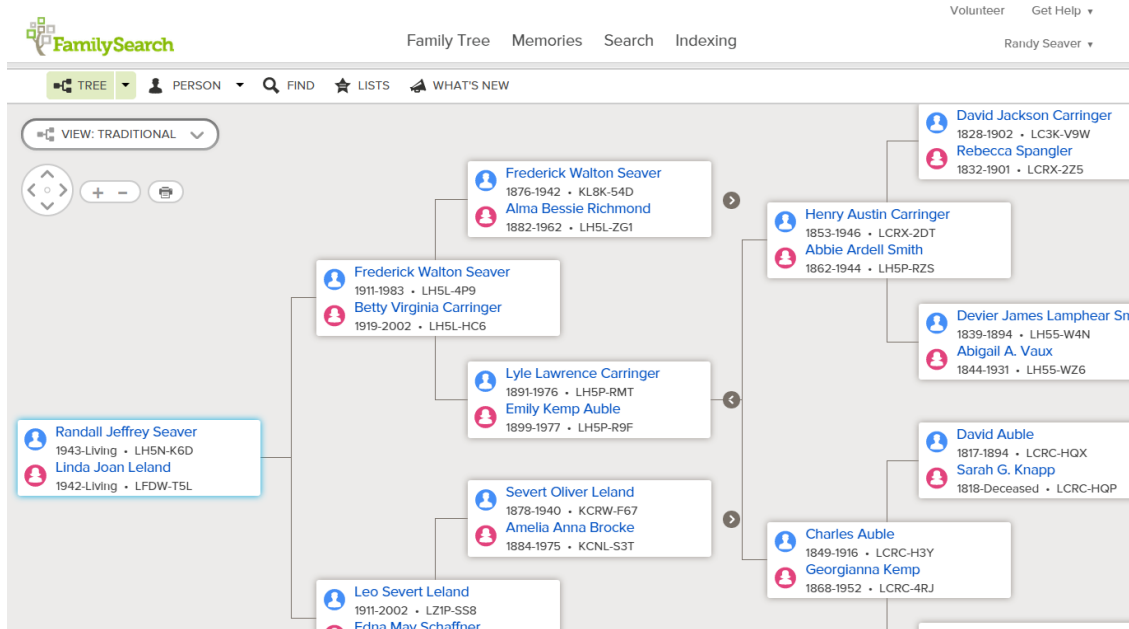 Volunteer Get Help
FamilySearch
Family Tree Memories Search Indexing
Randy Seaver
TREE PERSON FIND LISTS WHAT'S NEW
VIEW: TRADITIONAL
David Jackson Carringer
1828-1902 • LC3K-V9W
Rebecca Spangler
1832-1901 • LCRX-2Z5
Frederick Walton Seaver
1876-1942 • KL8K-54D
Alma Bessie Richmond
1882-1962 • LH5L-ZG1
Henry Austin Carringer
1853-1946 • LCRX-2DT
Abbie Ardell Smith
1862-1944 • LH5P-RZS
Frederick Walton Seaver
1911-1983 • LH5L-4P9
Betty Virginia Carringer
1919-2002 • LH5L-HC6
Devier James Lamphear Sm
1839-1894 • LH55-W4N
Abigail A. Vaux
1844-1931 • LH55-WZ6
Lyle Lawrence Carringer
1891-1976 • LH5P-RMT
Emily Kemp Auble
1899-1977 • LH5P-R9F
Randall Jeffrey Seaver
1943-Living • LH5N-K6D
Linda Joan Leland
1942-Living • LFDW-T5L
David Auble
1817-1894 • LCRC-HQX
Sarah G. Knapp
1818-Deceased • LCRC-HQP
Severt Oliver Leland
1878-1940 • KCRW-F67
Amelia Anna Brocke
1884-1975 • KCNL-S3T
Charles Auble
1849-1916 • LCRC-H3Y
Georgianna Kemp
1868-1952 • LCRC-4RJ
Leo Severt Leland
1911-2002 • LZ1P-SS8
Edna May Schaffner